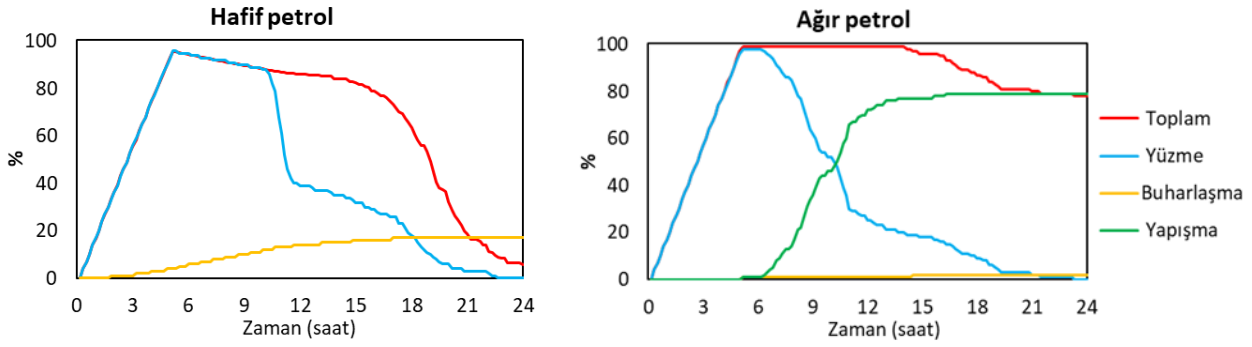 Hafif petrol
100
80
60
40
20
0
%
0 3 6 9 12 15 18 21 24
Zaman (saat)
Ağır petrol
100
80
60
40
20
0
%
0 3 6 9 12 15 18 21 24
Zaman (saat)
Toplam
Yüzme
Buharlaşma
Yapışma